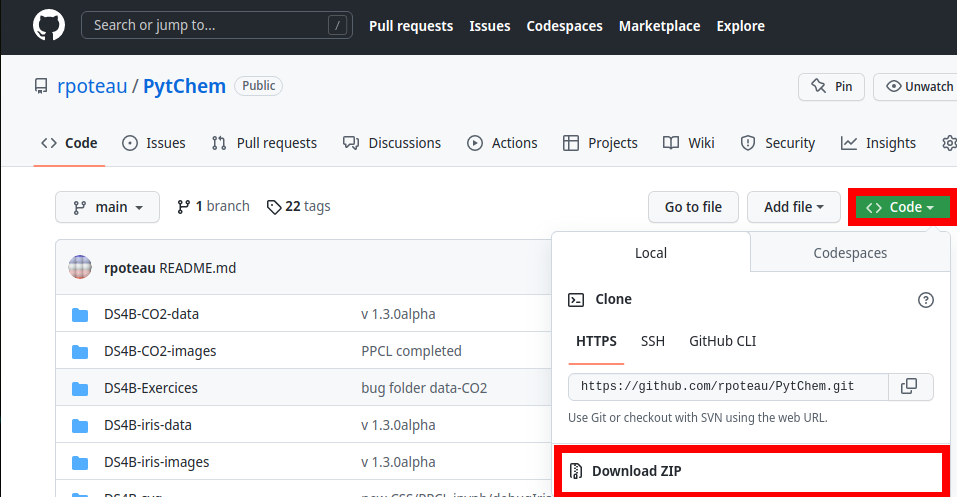 Search or jump to... / Pull requests Issues Codespaces Marketplace Explore
rpoteau / PytChem Public Pin Unwatch
Code Issues Pull requests Discussions Actions Projects Wiki Security Insights
main 1 branch 22 tags Go to file Add file Code
Local Codespaces
rpoteau README.md
Clone
DS4B-CO2-data v 1.3.0alpha
HTTPS SSH GitHub CLI
DS4B-CO2-images PPCL completed
DS4B-Exercices bug folder data-CO2
https://github.com/rpoteau/PytChem.git
Use Git or checkout with SVN using the web URL.
DS4B-iris-data v 1.3.0alpha
DS4B-iris-images v 1.3.0alpha
Download ZIP